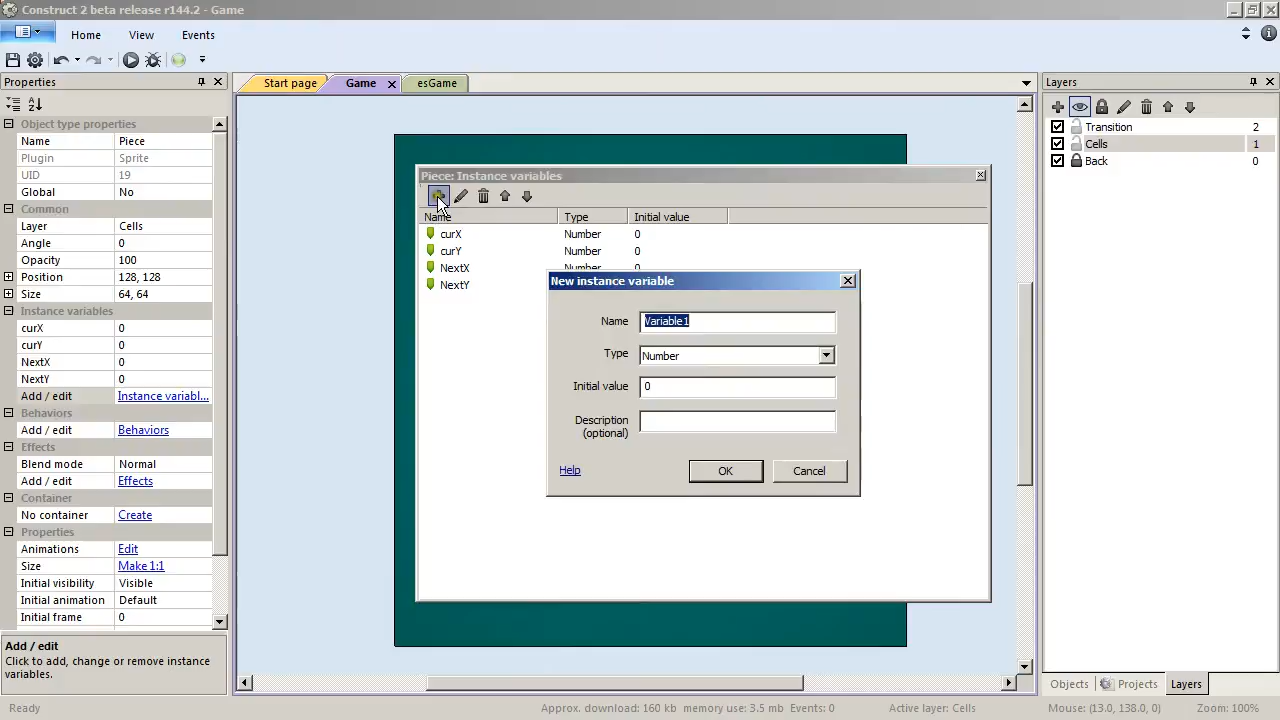 Construct 2 beta release r144.2 - Game
Home View Events
Properties
Start page Game esGame
Layers
Object type properties
Name Piece
Plugin Sprite
UID 19
Global No
Common
Layer Cells
Angle 0
Opacity 100
Position 128, 128
Size 64, 64
Instance variables
curX 0
curY 0
NextX 0
NextY 0
Add / edit Instance variabl...
Behaviors
Add / edit Behaviors
Effects
Blend mode Normal
Add / edit Effects
Container
No container Create
Properties
Animations Edit
Size Make 1:1
Initial visibility Visible
Initial animation Default
Initial frame 0
Add / edit
Click to add, change or remove instance
variables.
Piece: Instance variables
Name Type Initial value
curX Number 0
curY Number 0
NextX Number 0
NextY
New instance variable
Name Variable1
Type Number
Initial value 0
Description
(optional)
Help OK Cancel
Transition 2
Cells 1
Back 0
Objects Projects Layers
Ready Approx. download: 160 kb memory use: 3.5 mb Events: 0 Active layer: Cells Mouse: (13.0, 138.0, 0) Zoom: 100%